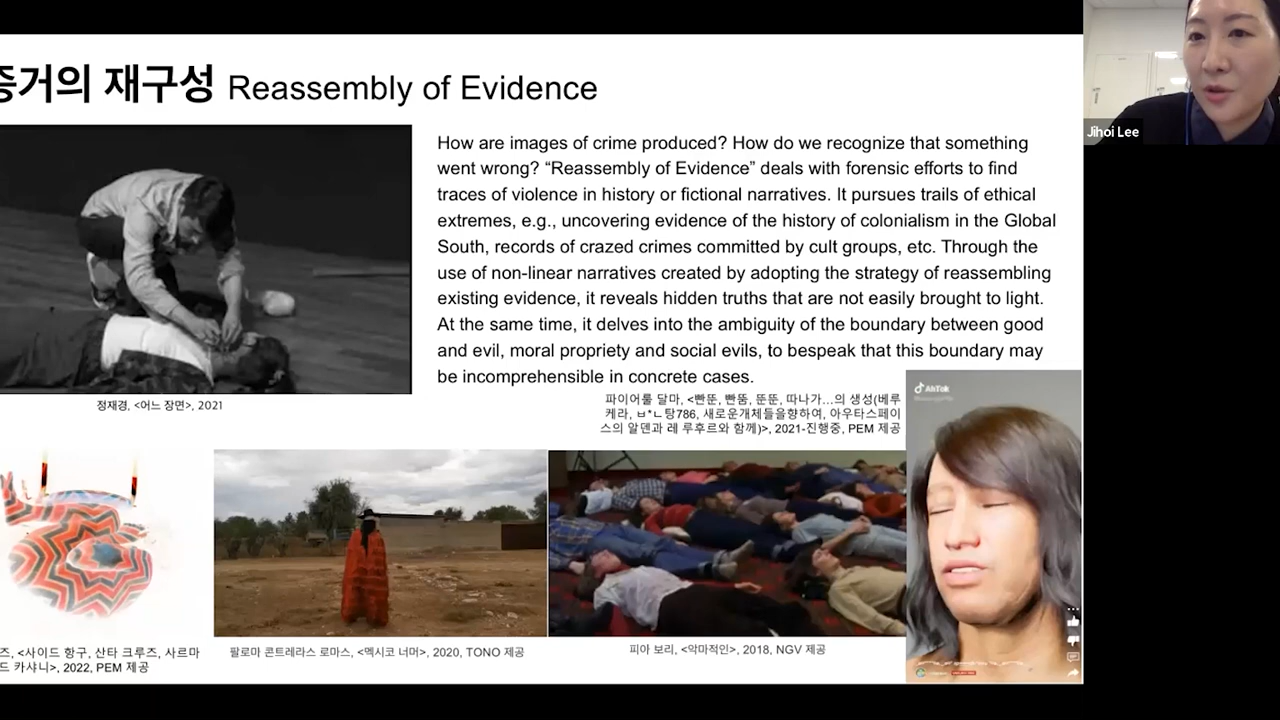 증거의 재구성 Reassembly of Evidence
Jihoi Lee
How are images of crime produced? How do we recognize that something
went wrong? “Reassembly of Evidence” deals with forensic efforts to find
traces of violence in history or fictional narratives. It pursues trails of ethical
extremes, e.g., uncovering evidence of the history of colonialism in the Global
South, records of crazed crimes committed by cult groups, etc. Through the
use of non-linear narratives created by adopting the strategy of reassembling
existing evidence, it reveals hidden truths that are not easily brought to light.
At the same time, it delves into the ambiguity of the boundary between good
and evil, moral propriety and social evils, to bespeak that this boundary may
be incomprehensible in concrete cases.
정재경, <어느 장면>, 2021
파이어룰 달마, <빤뚠, 빤뚬, 뚠뚠, 따나가...의 생성(베루
케라, ㅂ*ㄴ탕786, 새로운개체들을향하여, 아우타스페이
스의 알덴과 레 루후르와 함께)>, 2021-진행중, PEM 제공
AhTok
즈, <사이드 항구, 산타 크루즈, 사르마
드 카샤니>, 2022, PEM 제공
팔로마 콘트레라스 로마스, <멕시코 너머>, 2020, TONO 제공
피아 보리, <악마적인>, 2018, NGV 제공